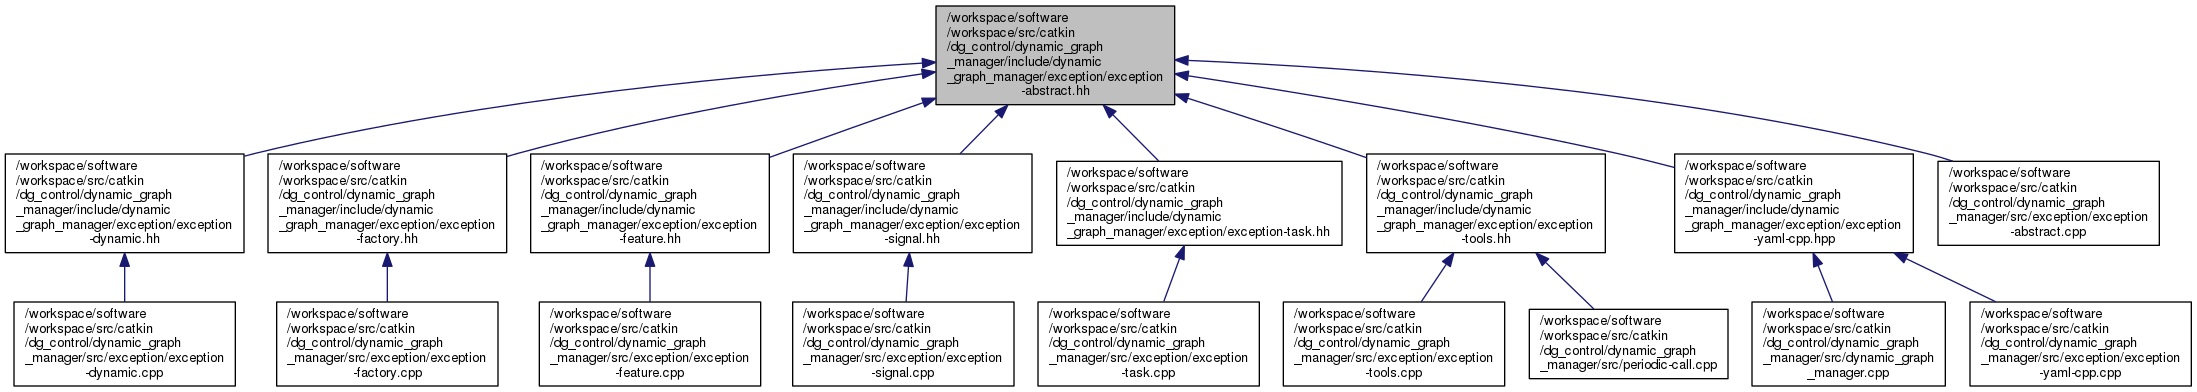 /workspace/software
/workspace/src/catkin
/dg_control/dynamic_graph
_manager/include/dynamic
_graph_manager/exception/exception
-abstract.hh
/workspace/software
/workspace/src/catkin
/dg_control/dynamic_graph
_manager/include/dynamic
_graph_manager/exception/exception
-dynamic.hh
/workspace/software
/workspace/src/catkin
/dg_control/dynamic_graph
_manager/include/dynamic
_graph_manager/exception/exception
-factory.hh
/workspace/software
/workspace/src/catkin
/dg_control/dynamic_graph
_manager/include/dynamic
_graph_manager/exception/exception
-feature.hh
/workspace/software
/workspace/src/catkin
/dg_control/dynamic_graph
_manager/include/dynamic
_graph_manager/exception/exception
-signal.hh
/workspace/software
/workspace/src/catkin
/dg_control/dynamic_graph
_manager/include/dynamic
_graph_manager/exception/exception-task.hh
/workspace/software
/workspace/src/catkin
/dg_control/dynamic_graph
_manager/include/dynamic
_graph_manager/exception/exception
-tools.hh
/workspace/software
/workspace/src/catkin
/dg_control/dynamic_graph
_manager/include/dynamic
_graph_manager/exception/exception
-yaml-cpp.hpp
/workspace/software
/workspace/src/catkin
/dg_control/dynamic_graph
_manager/src/exception/exception
-abstract.cpp
/workspace/software
/workspace/src/catkin
/dg_control/dynamic_graph
_manager/src/exception/exception
-dynamic.cpp
/workspace/software
/workspace/src/catkin
/dg_control/dynamic_graph
_manager/src/exception/exception
-factory.cpp
/workspace/software
/workspace/src/catkin
/dg_control/dynamic_graph
_manager/src/exception/exception
-feature.cpp
/workspace/software
/workspace/src/catkin
/dg_control/dynamic_graph
_manager/src/exception/exception
-signal.cpp
/workspace/software
/workspace/src/catkin
/dg_control/dynamic_graph
_manager/src/exception/exception
-task.cpp
/workspace/software
/workspace/src/catkin
/dg_control/dynamic_graph
_manager/src/exception/exception
-tools.cpp
/workspace/software
/workspace/src/catkin
/dg_control/dynamic_graph
_manager/src/periodic-call.cpp
/workspace/software
/workspace/src/catkin
/dg_control/dynamic_graph
_manager/src/dynamic_graph
_manager.cpp
/workspace/software
/workspace/src/catkin
/dg_control/dynamic_graph
_manager/src/exception/exception
-yaml-cpp.cpp